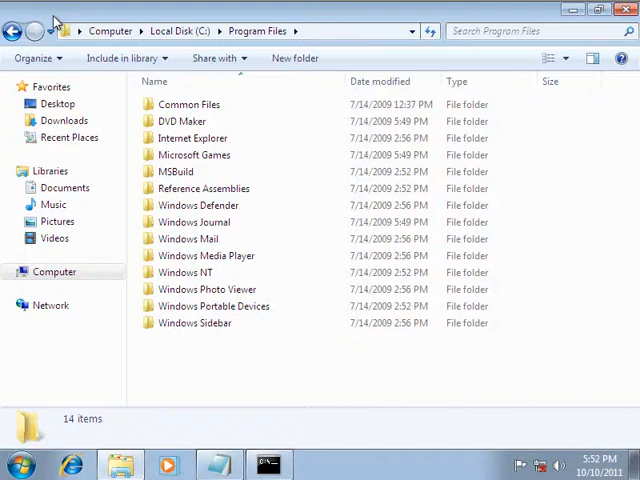 Computer Local Disk (C:) Program Files Search Program Files
Organize Include in library Share with New folder
Name Date modified Type Size
Favorites
Desktop
Downloads
Recent Places
Libraries
Documents
Music
Pictures
Videos
Computer
Network
Common Files 7/14/2009 12:37 PM File folder
DVD Maker 7/14/2009 5:49 PM File folder
Internet Explorer 7/14/2009 2:56 PM File folder
Microsoft Games 7/14/2009 5:49 PM File folder
MSBuild 7/14/2009 2:52 PM File folder
Reference Assemblies 7/14/2009 2:52 PM File folder
Windows Defender 7/14/2009 2:56 PM File folder
Windows Journal 7/14/2009 5:49 PM File folder
Windows Mail 7/14/2009 2:56 PM File folder
Windows Media Player 7/14/2009 2:56 PM File folder
Windows NT 7/14/2009 2:52 PM File folder
Windows Photo Viewer 7/14/2009 2:56 PM File folder
Windows Portable Devices 7/14/2009 2:52 PM File folder
Windows Sidebar 7/14/2009 2:56 PM File folder
14 items
5:52 PM
10/10/2011